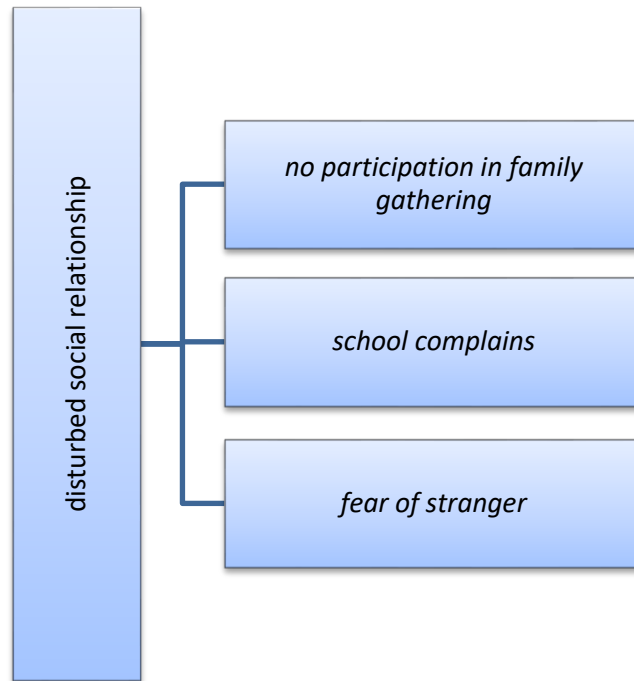 disturbed social relationship
no participation in family
gathering
school complains
fear of stranger